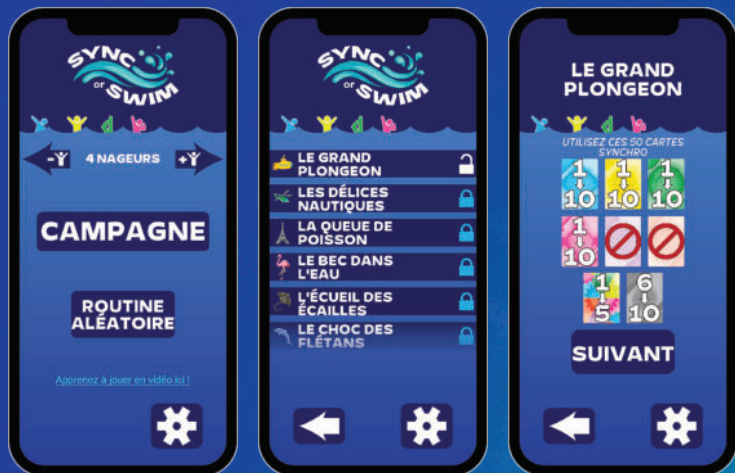 SYNC
or
SWIM
4 NAGEURS
CAMPAGNE
ROUTINE
ALÉATOIRE
Apprenez à jouer en vidéo ici !
SYNC
or
SWIM
LE GRAND
PLONGEON
LES DÉLICES
NAUTIQUES
LA QUEUE DE
POISSON
LE BEC DANS
L'EAU
L'ÉCUEIL DES
ÉCAILLES
LE CHOC DES
FLÉTANS
LE GRAND
PLONGEON
UTILISEZ CES 50 CARTES
SYNCHRO
1 1 1
10 10 10
1
10
1 6
5 10
SUIVANT